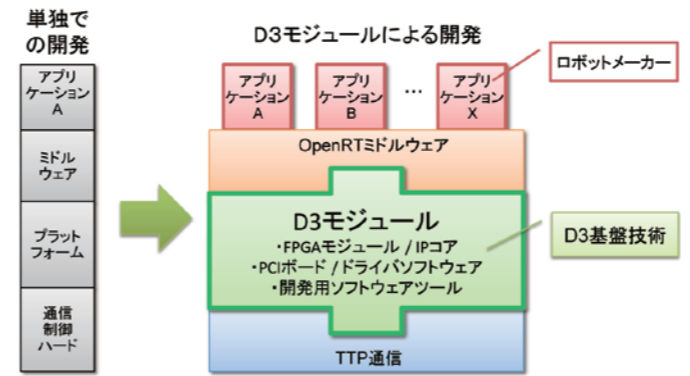 単独で
の開発
アプリ
ケーション
A
ミドル
ウェア
プラット
フォーム
通信
制御
ハード
D3モジュールによる開発
アプリ
ケーション
A
アプリ
ケーション
B
…
アプリ
ケーション
X
ロボットメーカー
OpenRTミドルウェア
D3モジュール
・FPGAモジュール / IPコア
・PCIボード / ドライバソフトウェア
・開発用ソフトウェアツール
D3基盤技術
TTP通信